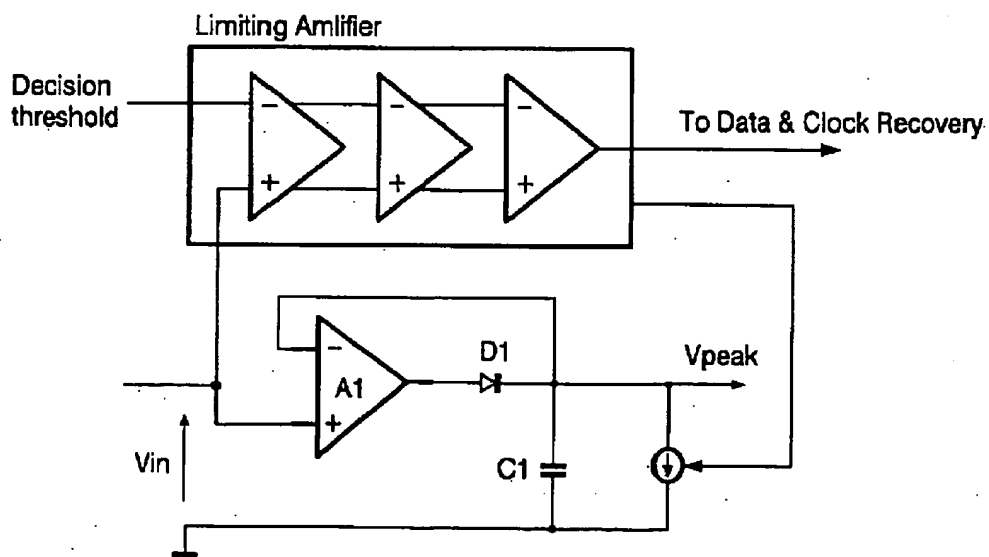 Limiting Amlifier
Decision
threshold
−
−
−
To Data & Clock Recovery
+
+
+
−
D1
Vpeak
A1
+
Vin
C1